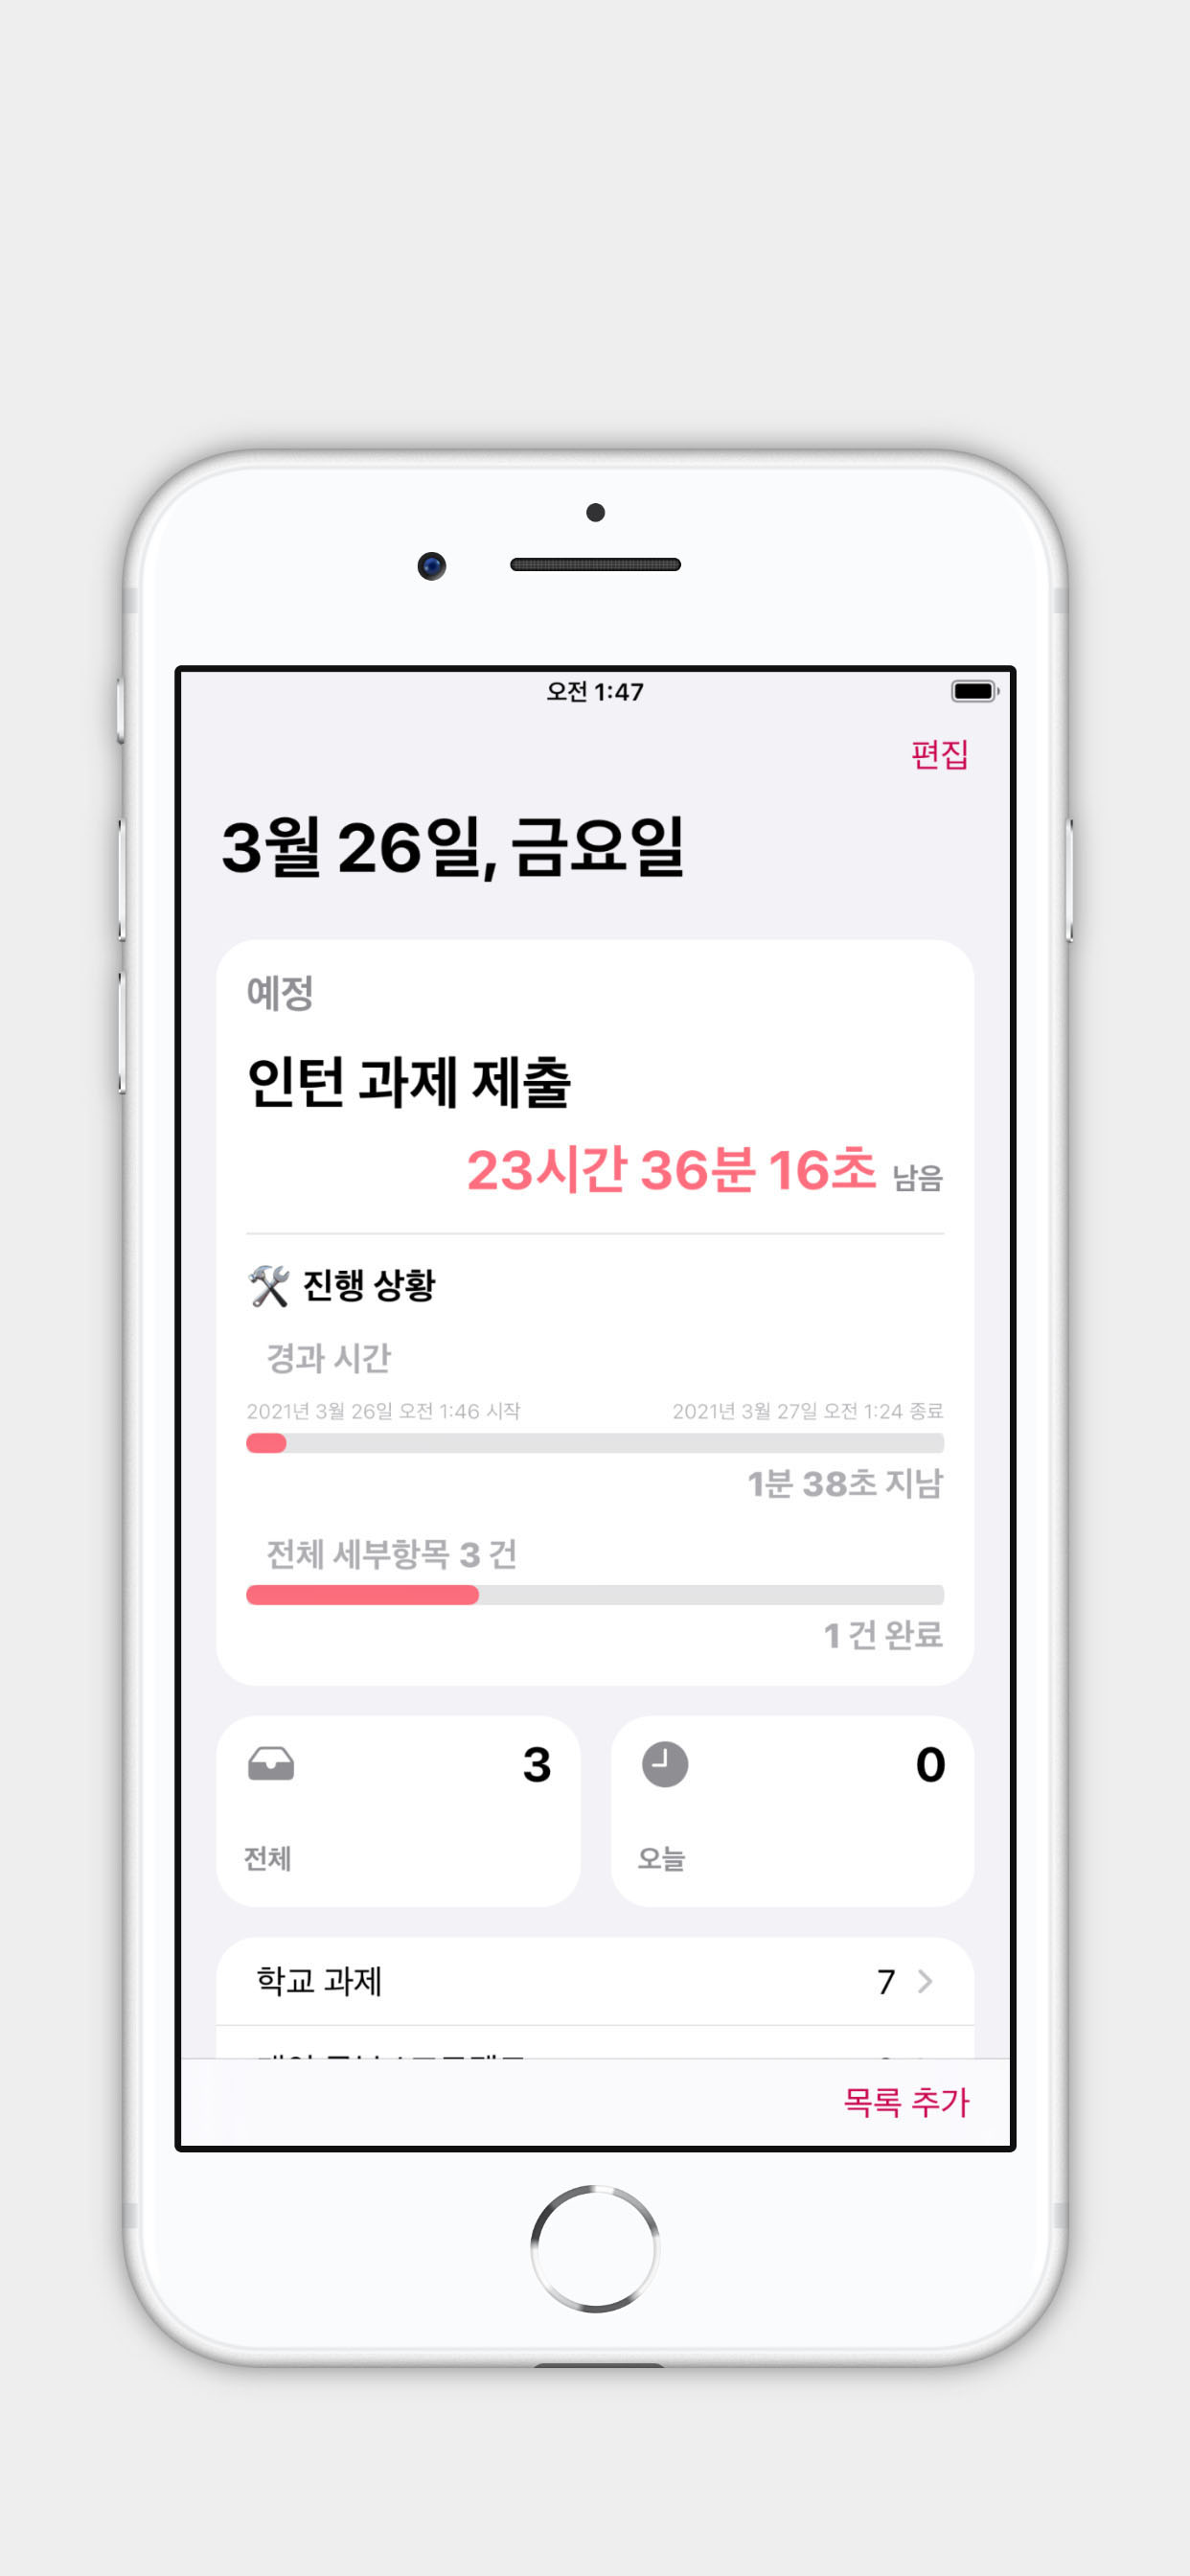 오전 1:47
편집
3월 26일, 금요일
예정
인턴 과제 제출
23시간 36분 16초 남음
진행 상황
경과 시간
2021년 3월 26일 오전 1:46 시작 2021년 3월 27일 오전 1:24 종료
1분 38초 지남
전체 세부항목 3 건
1 건 완료
3 0
전체 오늘
학교 과제 7
목록 추가